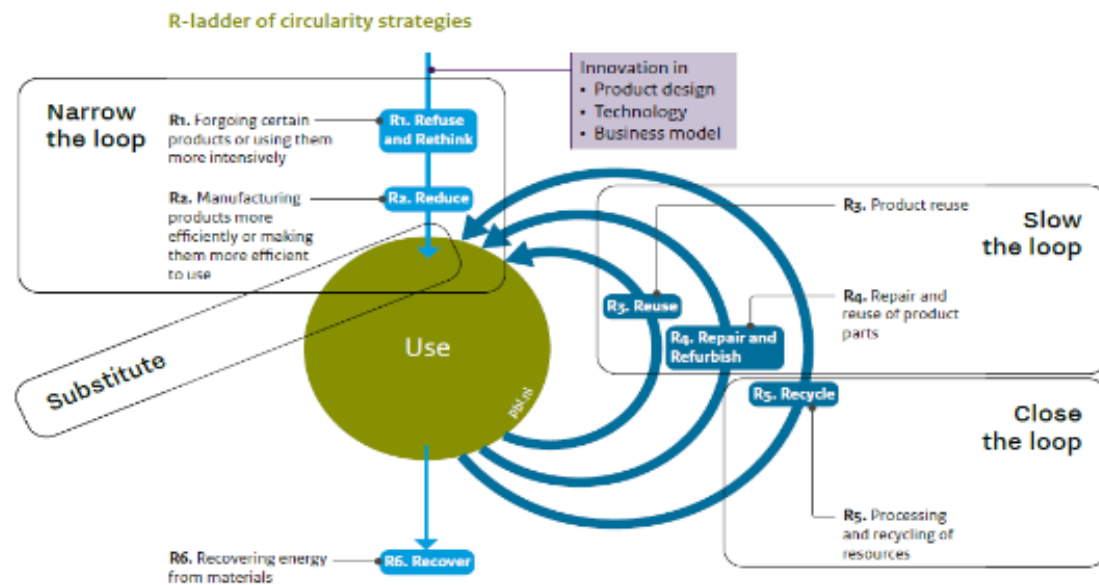 R-ladder of circularity strategies
Innovation in
• Product design
• Technology
• Business model
Narrow
the loop
R1. Forgoing certain
products or using them
more intensively
R1. Refuse
and Rethink
R2. Manufacturing
products more
efficiently or making
them more efficient
to use
R2. Reduce
Substitute
Use
pbl.nl
R3. Reuse
R3. Product reuse
Slow
the loop
R4. Repair and
Refurbish
R4. Repair and
reuse of product
parts
R5. Recycle
Close
the loop
R5. Processing
and recycling of
resources
R6. Recovering energy
from materials
R6. Recover